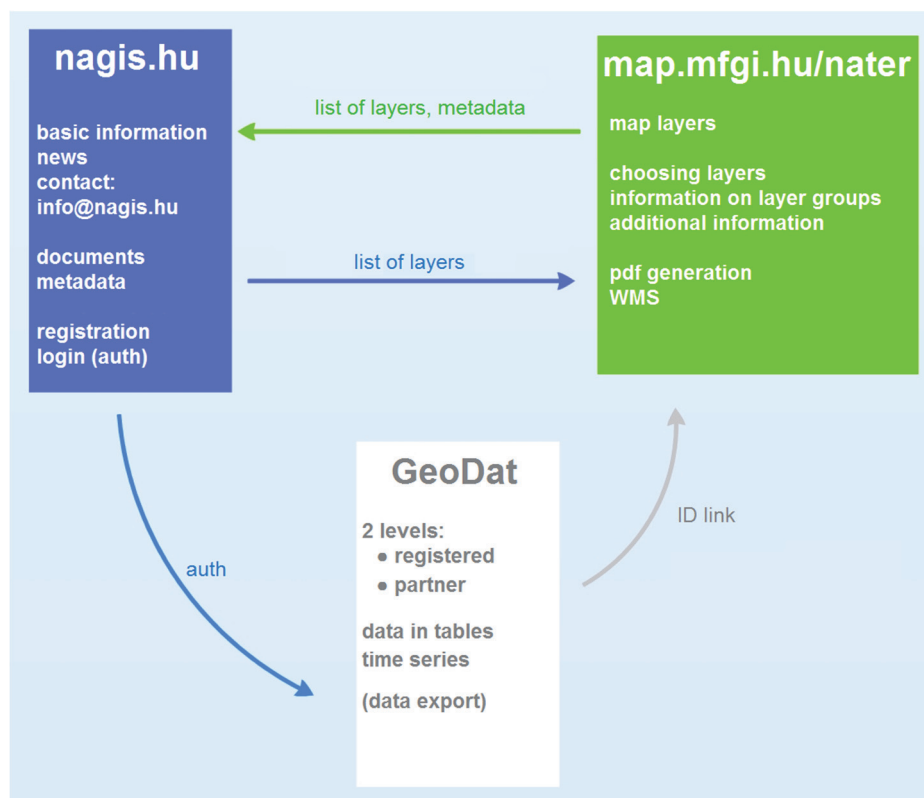 nagis.hu
basic information
news
contact:
info@nagis.hu
documents
metadata
registration
login (auth)
list of layers, metadata
list of layers
map.mfgi.hu/nater
map layers
choosing layers
information on layer groups
additional information
pdf generation
WMS
auth
GeoDat
2 levels:
• registered
• partner
data in tables
time series
(data export)
ID link